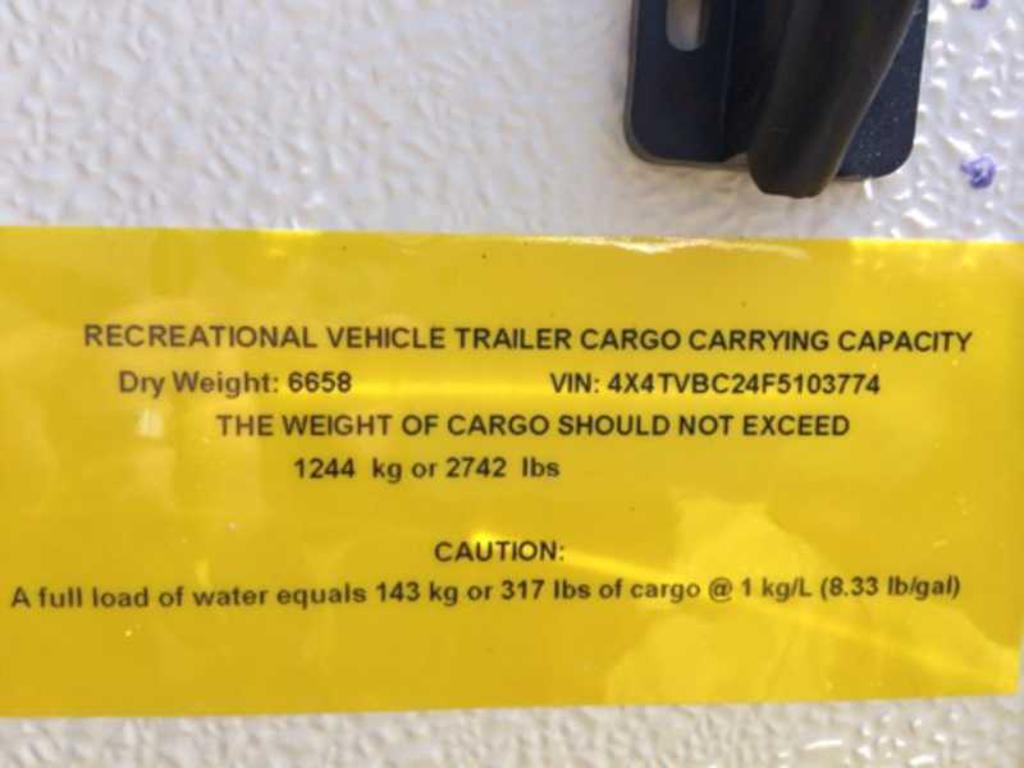 RECREATIONAL VEHICLE TRAILER CARGO CARRYING CAPACITY
Dry Weight: 6658 VIN: 4X4TVBC24F5103774
THE WEIGHT OF CARGO SHOULD NOT EXCEED
1244 kg or 2742 lbs
CAUTION:
A full load of water equals 143 kg or 317 lbs of cargo @ 1 kg/L (8.33 lb/gal)